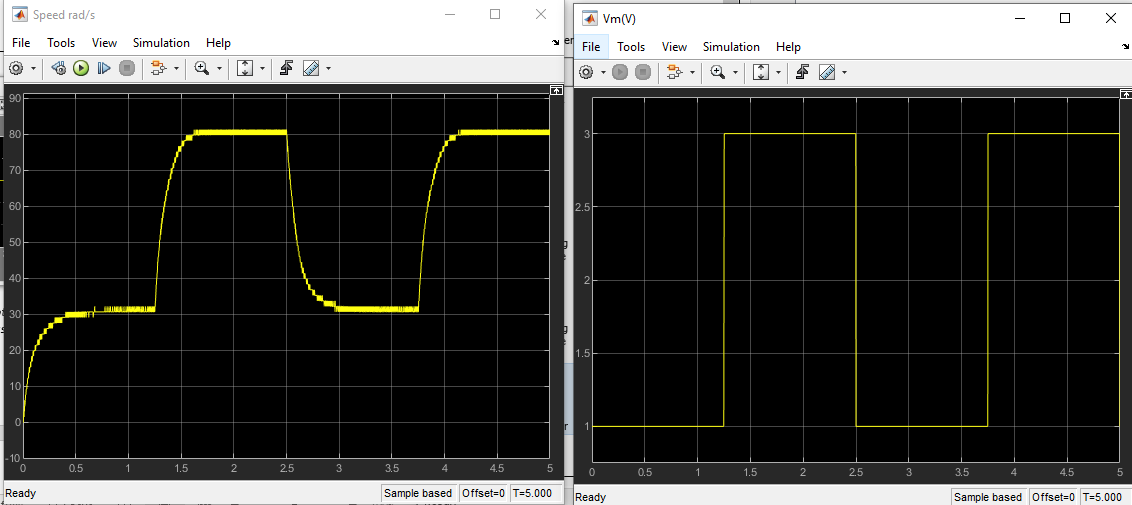 Speed rad/s
File Tools View Simulation Help
90
80
70
60
50
40
30
20
10
0
-10
0 0.5 1 1.5 2 2.5 3 3.5 4 4.5 5
Ready Sample based Offset=0 T=5.000
Vm(V)
File Tools View Simulation Help
3
2.5
2
1.5
1
0 0.5 1 1.5 2 2.5 3 3.5 4 4.5 5
Ready Sample based Offset=0 T=5.000